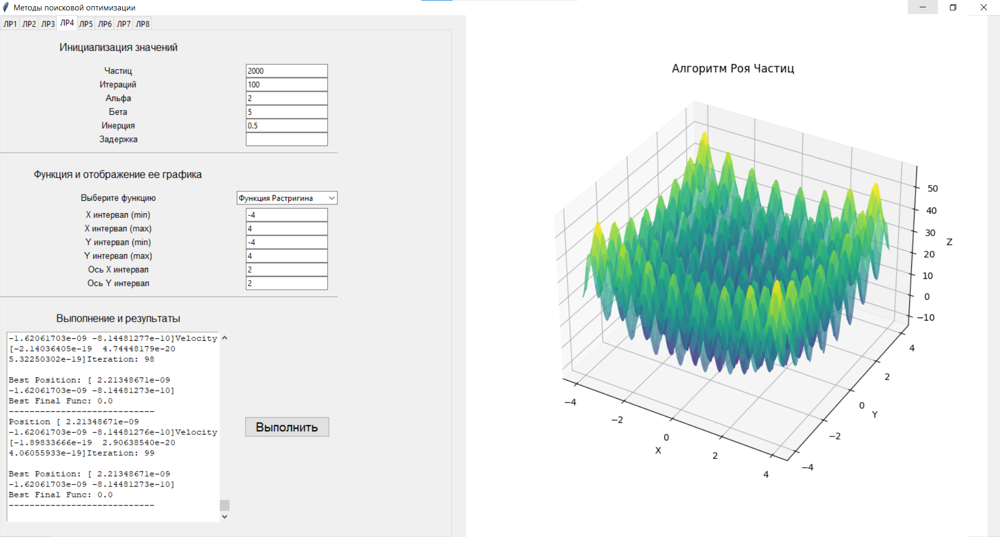 Методы поисковой оптимизации
ЛР1 ЛР2 ЛР3 ЛР4 ЛР5 ЛР6 ЛР7 ЛР8
Инициализация значений
Частиц 2000
Итераций 100
Альфа 2
Бета 5
Инерция 0.5
Задержка
Функция и отображение ее графика
Выберите функцию Функция Растригина
X интервал (min) -4
X интервал (max) 4
Y интервал (min) -4
Y интервал (max) 4
Ось X интервал 2
Ось Y интервал 2
Выполнение и результаты
-1.62061703e-09 -8.14481277e-10]Velocity
[-2.14036405e-19  4.74448179e-20
5.32250302e-19]Iteration: 98
Best Position: [ 2.21348671e-09
-1.62061703e-09 -8.14481273e-10]
Best Final Func: 0.0
----------------------------
Position [ 2.21348671e-09
-1.62061703e-09 -8.14481276e-10]Velocity
[-1.89833666e-19  2.90638540e-20
4.06055933e-19]Iteration: 99
Best Position: [ 2.21348671e-09
-1.62061703e-09 -8.14481273e-10]
Best Final Func: 0.0
----------------------------
Выполнить
Алгоритм Роя Частиц
50
40
30
Z
20
10
0
−10
4
2
0
Y
−2
−4
−4
−2
0
X
2
4